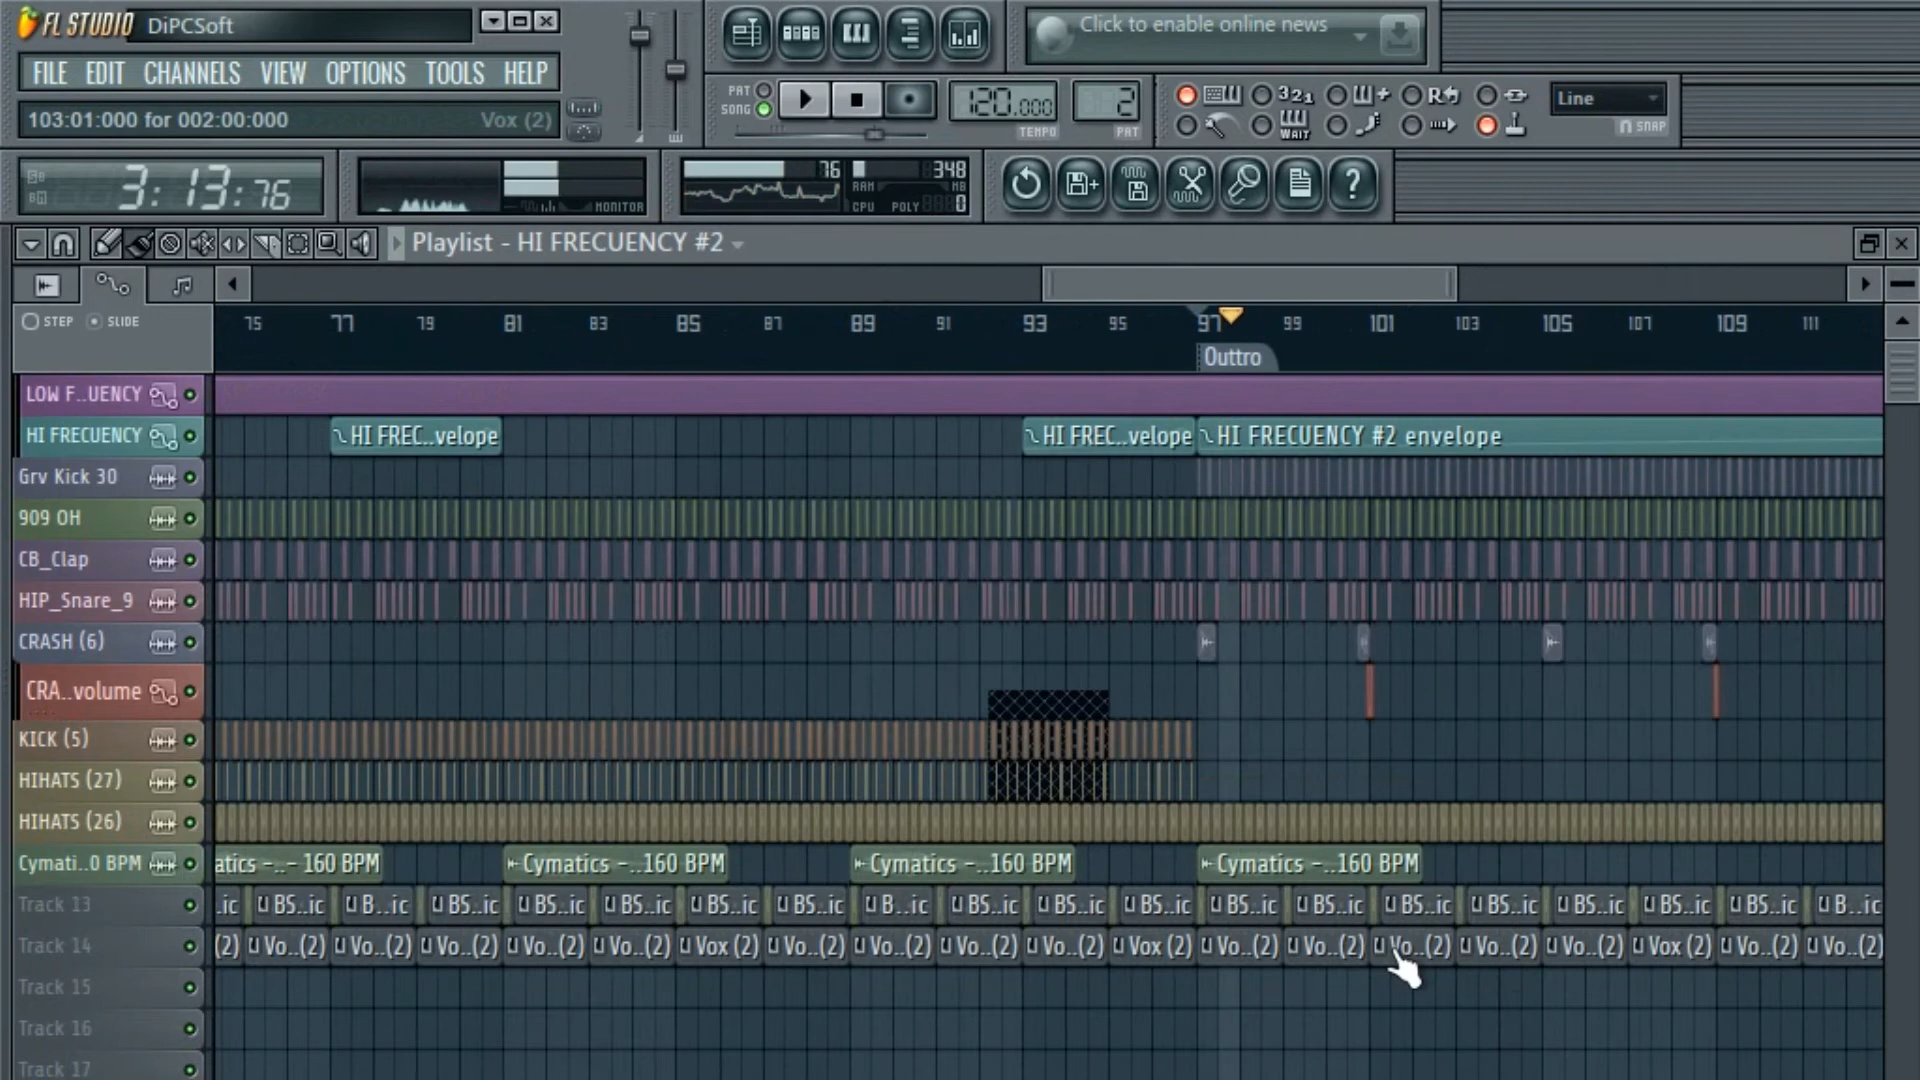 FL STUDIO DiPCSoft
FILE EDIT CHANNELS VIEW OPTIONS TOOLS HELP
103:01:000 for 002:00:000 Vox (2)
Click to enable online news
PAT
SONG
120.000
TEMPO
2
PAT
321
WAIT
R
Line
SNAP
3:13:76
MONITOR
76
348
RAM
MB
CPU
POLY
0
?
Playlist - HI FRECUENCY #2
STEP SLIDE
75 77 79 81 83 85 87 89 91 93 95 97 99 101 103 105 107 109 111
Outtro
LOW F..UENCY
HI FRECUENCY HI FREC..velope HI FREC..velope HI FRECUENCY #2 envelope
Grv Kick 30
909 OH
CB_Clap
HIP_Snare_9
CRASH (6)
CRA..volume
KICK (5)
HIHATS (27)
HIHATS (26)
Cymati..0 BPM atics -..- 160 BPM Cymatics -..160 BPM Cymatics -..160 BPM Cymatics -..160 BPM
Track 13 ..ic BS..ic B..ic BS..ic BS..ic BS..ic BS..ic B..ic BS..ic BS..ic BS..ic BS..ic BS..ic BS..ic BS..ic BS..ic BS..ic BS..ic B..ic
Track 14 (2) Vo..(2) Vo..(2) Vo..(2) Vo..(2) Vo..(2) Vox (2) Vo..(2) Vo..(2) Vo..(2) Vo..(2) Vox (2) Vo..(2) Vo..(2) Vo..(2) Vo..(2) Vo..(2) Vox (2) Vo..(2) Vo..(2)
Track 15
Track 16
Track 17